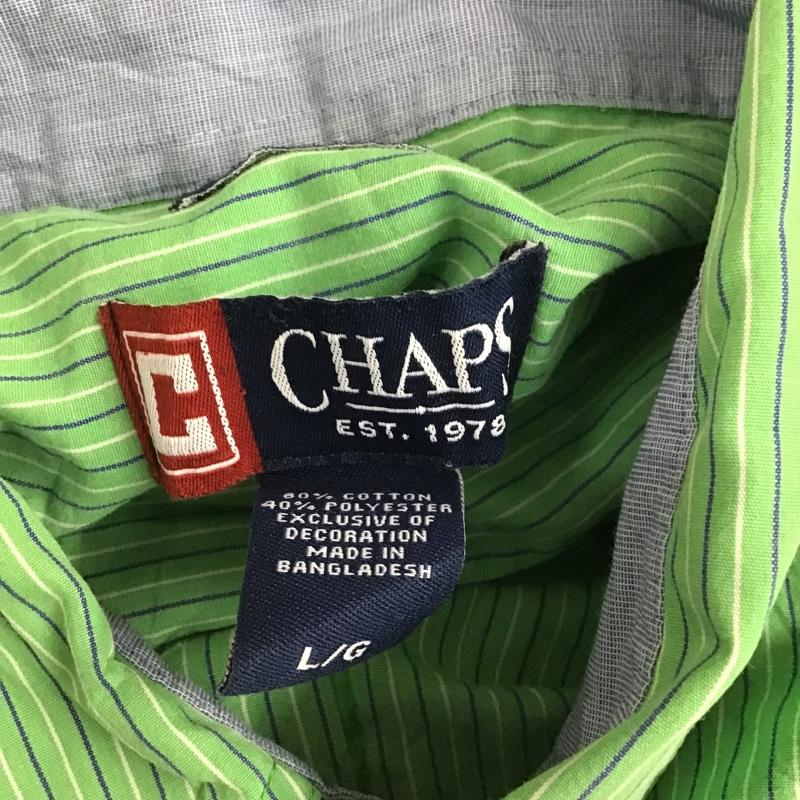 C
CHAPS
EST. 1978
60% COTTON
40% POLYESTER
EXCLUSIVE OF
DECORATION
MADE IN
BANGLADESH
L/G